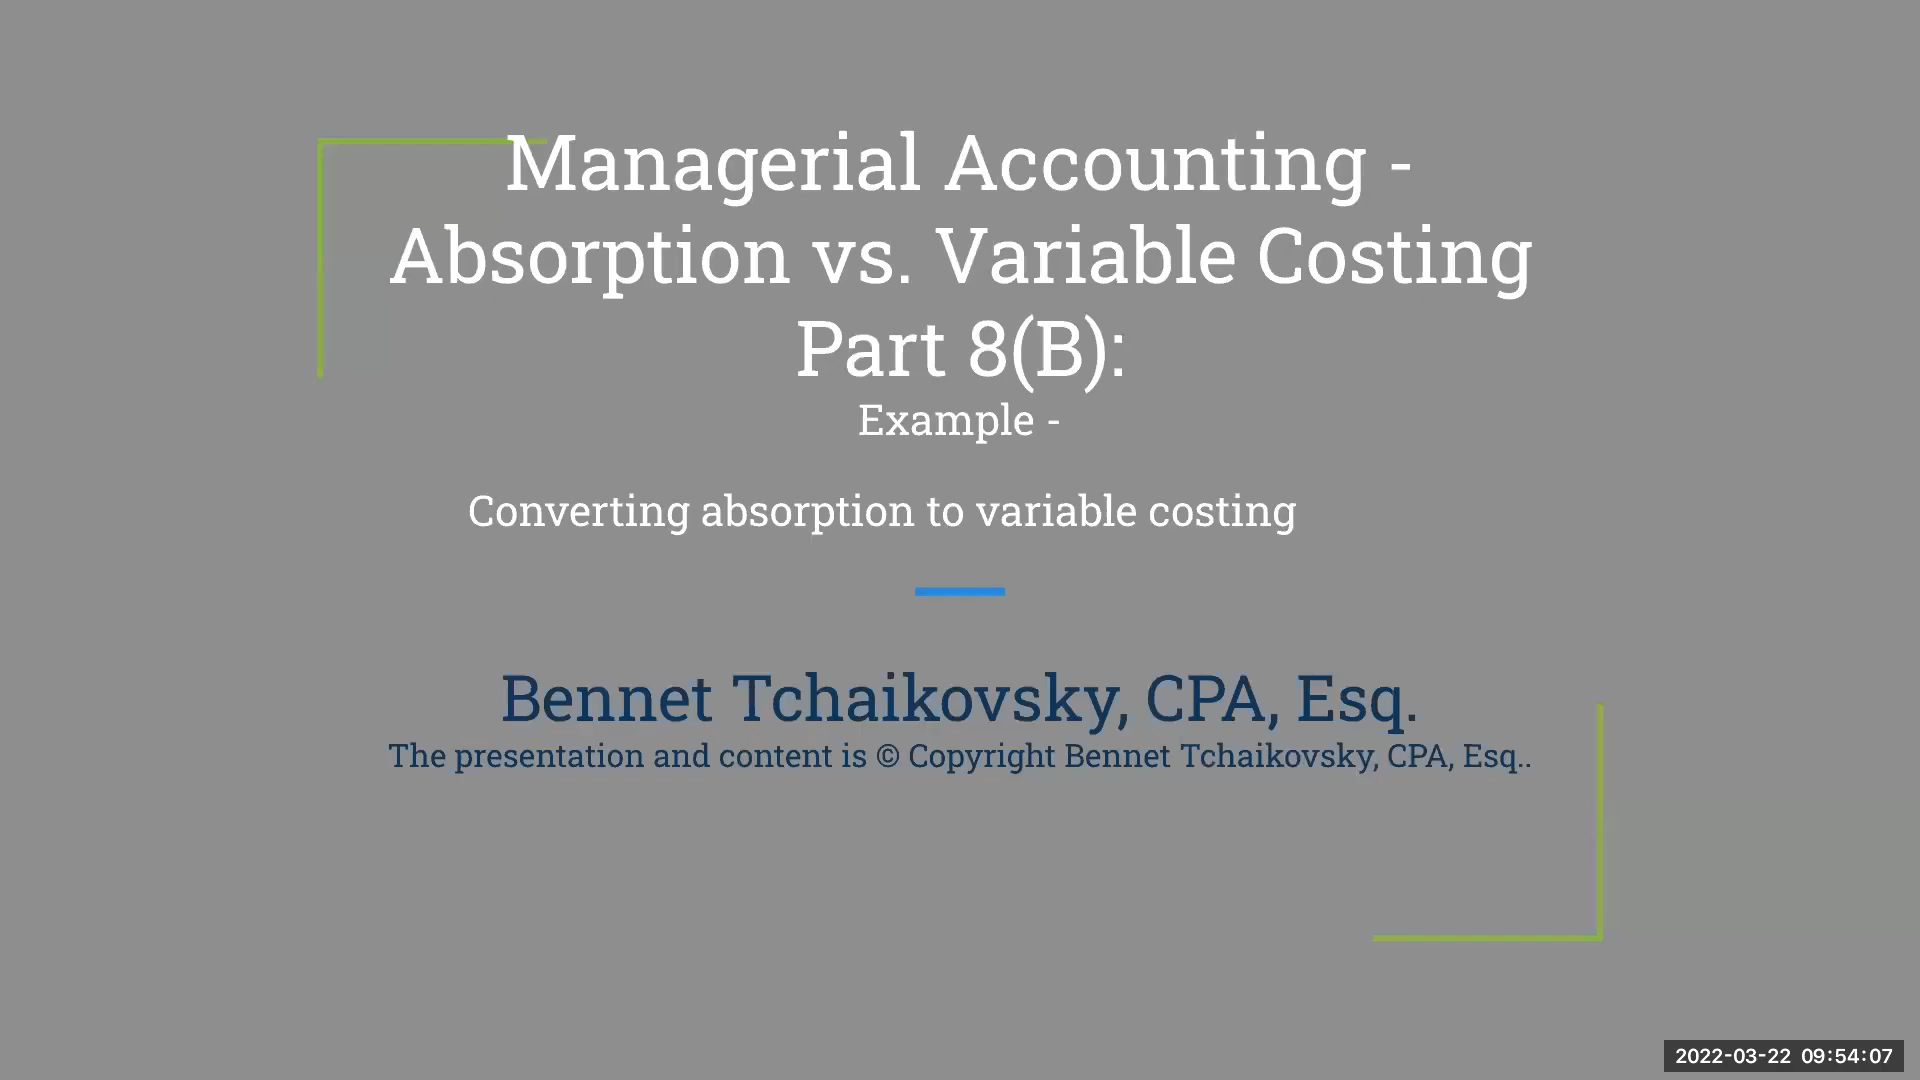 Managerial Accounting -
Absorption vs. Variable Costing
Part 8(B):
Example -
Converting absorption to variable costing
Bennet Tchaikovsky, CPA, Esq.
The presentation and content is © Copyright Bennet Tchaikovsky, CPA, Esq..
2022-03-22 09:54:07